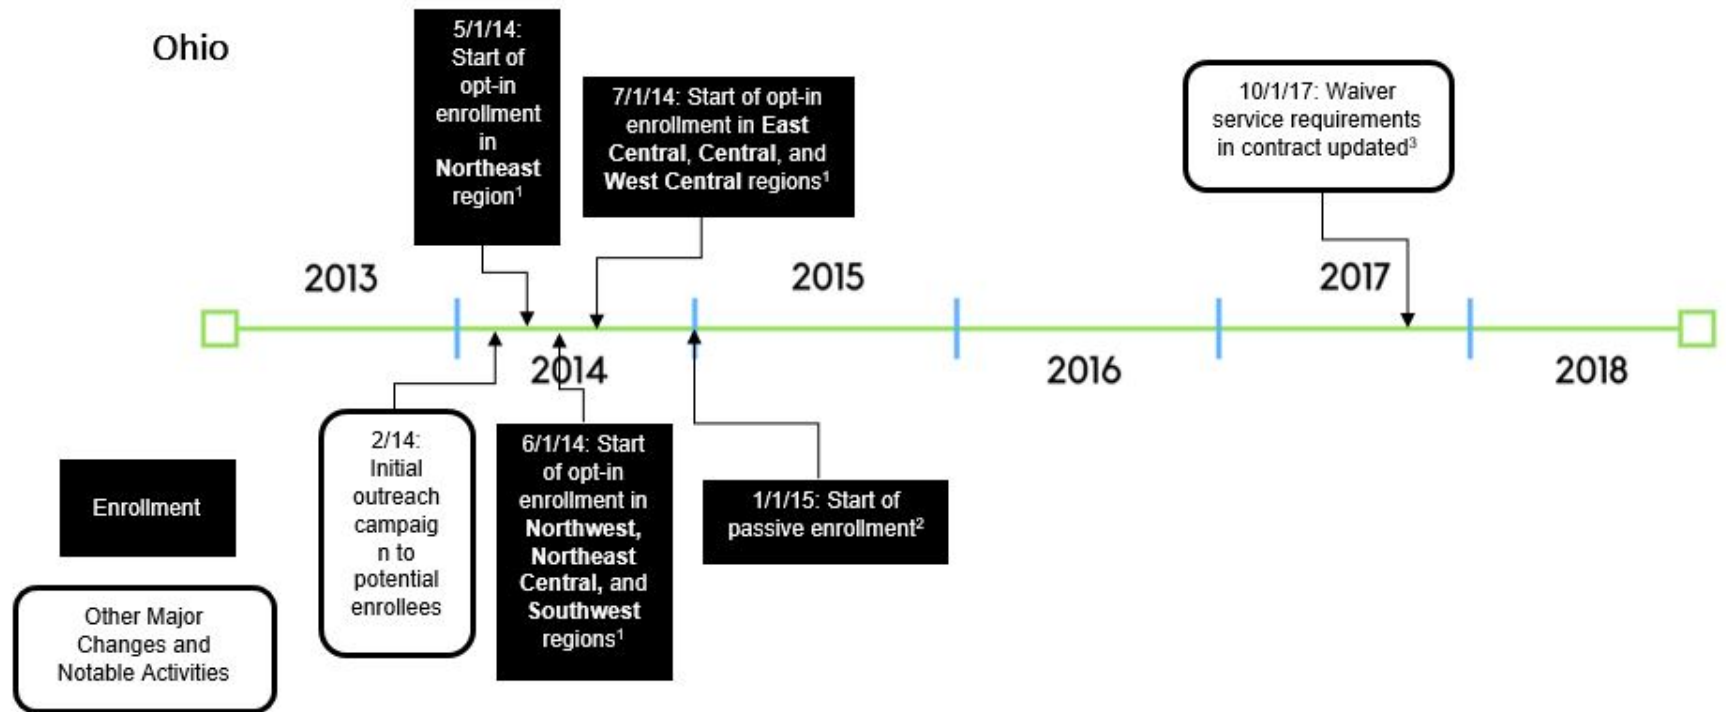 Ohio
5/1/14:
Start of
opt-in
enrollment
in
Northeast
region¹
7/1/14: Start of opt-in
enrollment in East
Central, Central, and
West Central regions¹
10/1/17: Waiver
service requirements
in contract updated³
2013
2014
2015
2016
2017
2018
2/14:
Initial
outreach
campaig
n to
potential
enrollees
6/1/14: Start
of opt-in
enrollment in
Northwest,
Northeast
Central, and
Southwest
regions¹
1/1/15: Start of
passive enrollment²
Enrollment
Other Major
Changes and
Notable Activities